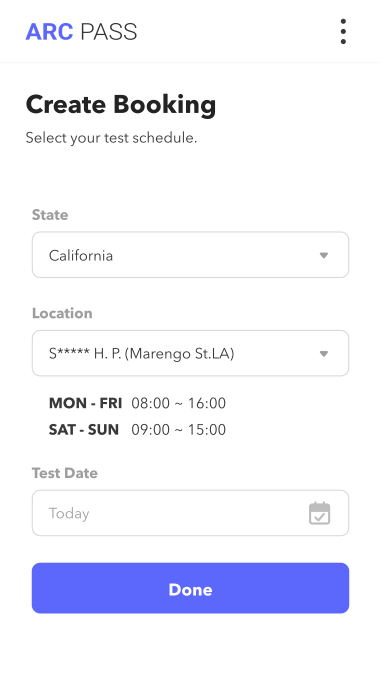 ARC PASS
Create Booking
Select your test schedule.
State
California
Location
S***** H. P. (Marengo St.LA)
MON - FRI 08:00 ~ 16:00
SAT - SUN 09:00 ~ 15:00
Test Date
Today
Done